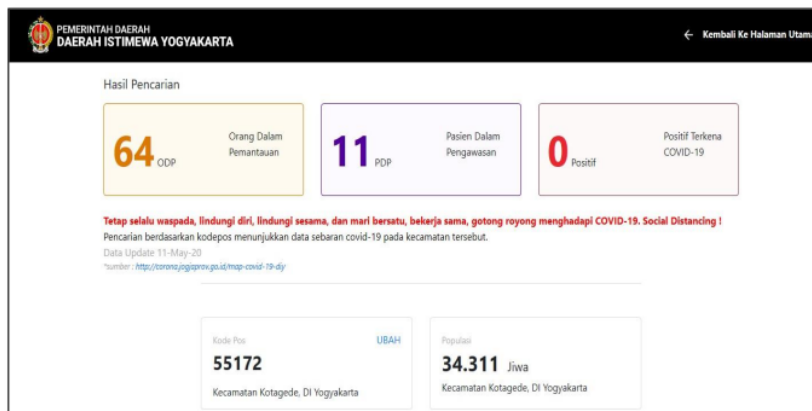 PEMERINTAH DAERAH
DAERAH ISTIMEWA YOGYAKARTA
← Kembali Ke Halaman Utama
Hasil Pencarian
64 ODP
Orang Dalam
Pemantauan
11 PDP
Pasien Dalam
Pengawasan
0 Positif
Positif Terkena
COVID-19
Tetap selalu waspada, lindungi diri, lindungi sesama, dan mari bersatu, bekerja sama, gotong royong menghadapi COVID-19. Social Distancing !
Pencarian berdasarkan kodepos menunjukkan data sebaran covid-19 pada kecamatan tersebut.
Data Update 11-May-20
*sumber : http://corona.jogjaprov.go.id/map-covid-19-diy
Kode Pos
UBAH
55172
Kecamatan Kotagede, DI Yogyakarta
Populasi
34.311 Jiwa
Kecamatan Kotagede, DI Yogyakarta